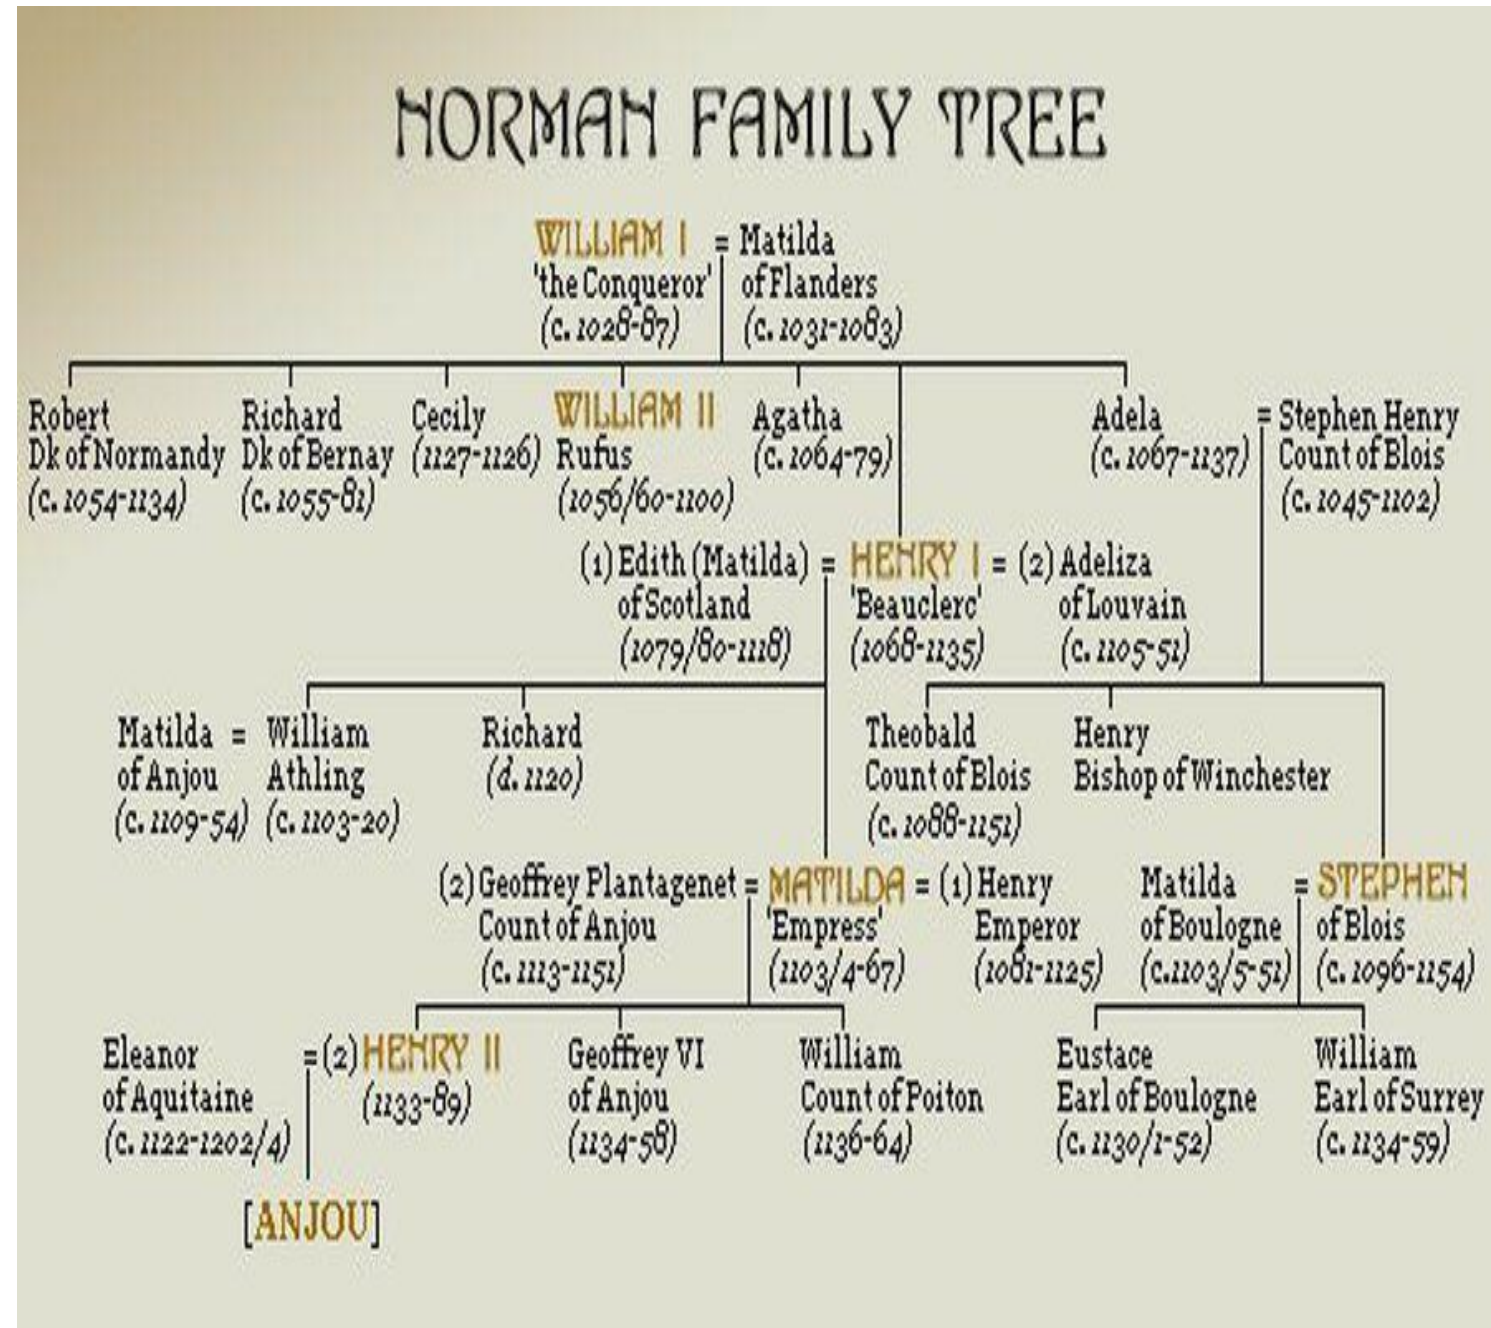 NORMAN FAMILY TREE
WILLIAM I = Matilda
'the Conqueror' of Flanders
(c. 1028-87) (c. 1031-1083)
Robert Richard Cecily WILLIAM II Agatha Adela = Stephen Henry
Dk of Normandy Dk of Bernay (1127-1126) Rufus (c. 1064-79) (c. 1067-1137) Count of Blois
(c. 1054-1134) (c. 1055-81) (1056/60-1100) (c. 1045-1102)
(1) Edith (Matilda) = HENRY I = (2) Adeliza
of Scotland 'Beauclerc' of Louvain
(1079/80-1118) (1068-1135) (c. 1105-51)
Matilda = William Richard Theobald Henry
of Anjou Athling (d. 1120) Count of Blois Bishop of Winchester
(c. 1109-54) (c. 1103-20) (c. 1088-1151)
(2) Geoffrey Plantagenet = MATILDA = (1) Henry Matilda = STEPHEN
Count of Anjou 'Empress' Emperor of Boulogne of Blois
(c. 1113-1151) (1103/4-67) (1081-1125) (c.1103/5-51) (c. 1096-1154)
Eleanor = (2) HENRY II Geoffrey VI William Eustace William
of Aquitaine (1133-89) of Anjou Count of Poiton Earl of Boulogne Earl of Surrey
(c. 1122-1202/4) (1134-58) (1136-64) (c. 1130/1-52) (c. 1134-59)
[ANJOU]